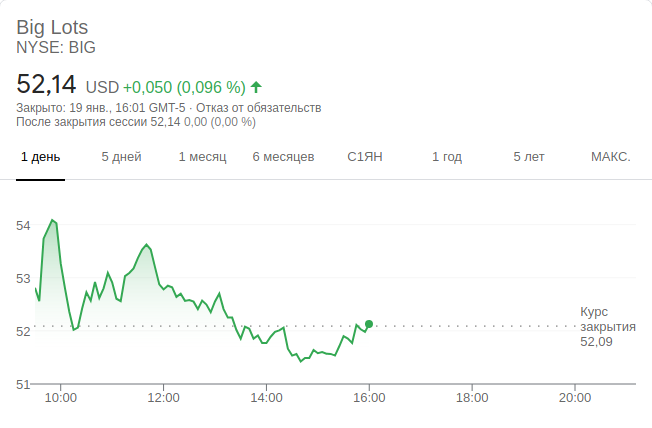 Big Lots
NYSE: BIG
52,14 USD +0,050 (0,096 %)
Закрыто: 19 янв., 16:01 GMT-5 · Отказ от обязательств
После закрытия сессии 52,14 0,00 (0,00 %)
1 день 5 дней 1 месяц 6 месяцев С1ЯН 1 год 5 лет МАКС.
54
53
52
51
Курс
закрытия
52,09
10:00 12:00 14:00 16:00 18:00 20:00